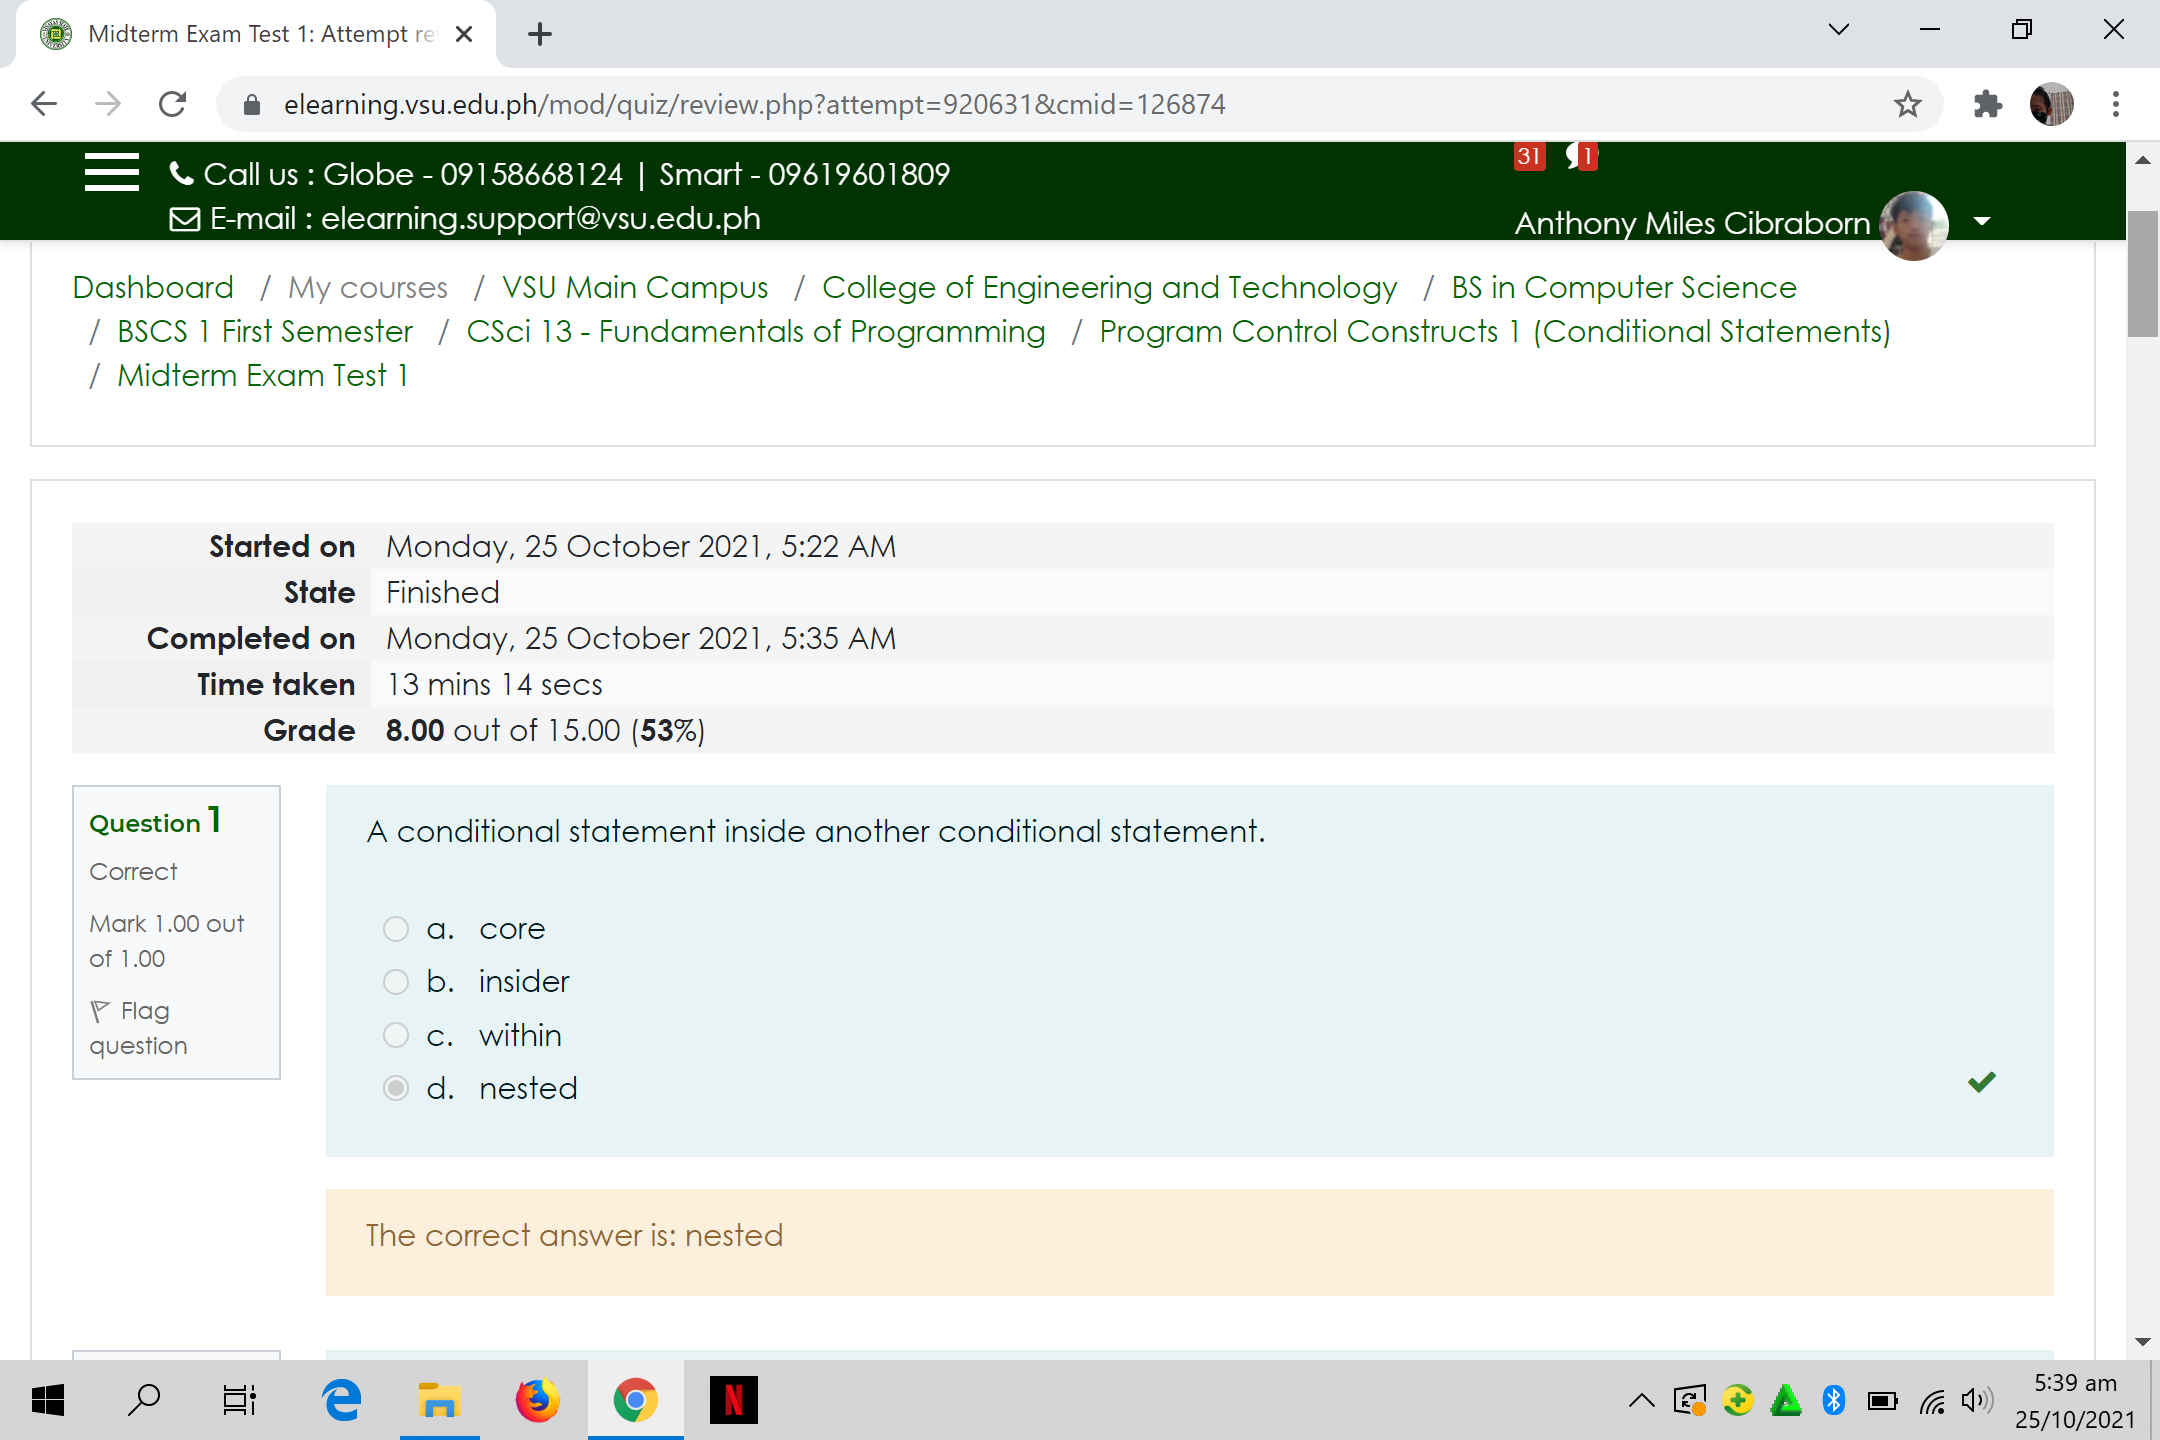 Midterm Exam Test 1: Attempt re
elearning.vsu.edu.ph/mod/quiz/review.php?attempt=920631&cmid=126874
Call us : Globe - 09158668124 | Smart - 09619601809
31 1
E-mail : elearning.support@vsu.edu.ph
Anthony Miles Cibraborn
Dashboard / My courses / VSU Main Campus / College of Engineering and Technology / BS in Computer Science
/ BSCS 1 First Semester / CSci 13 - Fundamentals of Programming / Program Control Constructs 1 (Conditional Statements)
/ Midterm Exam Test 1
Started on Monday, 25 October 2021, 5:22 AM
State Finished
Completed on Monday, 25 October 2021, 5:35 AM
Time taken 13 mins 14 secs
Grade 8.00 out of 15.00 (53%)
Question 1
Correct
Mark 1.00 out
of 1.00
Flag
question
A conditional statement inside another conditional statement.
a. core
b. insider
c. within
d. nested
The correct answer is: nested
N
5:39 am
25/10/2021